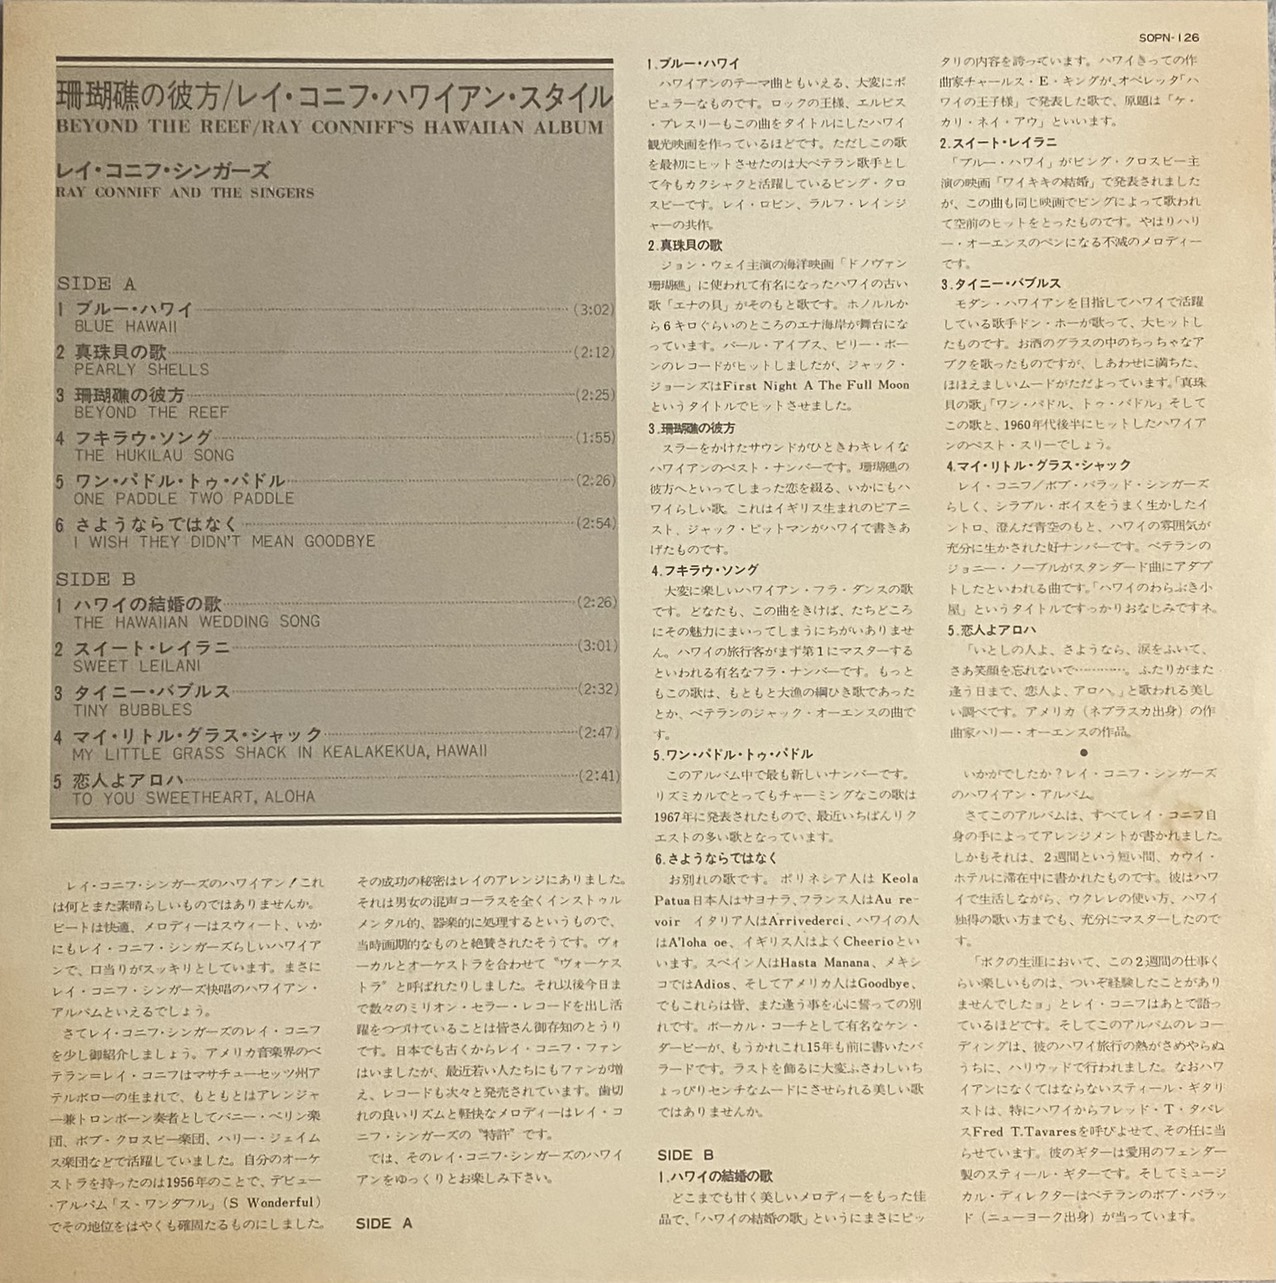 SOPN-126
珊瑚礁の彼方/レイ・コニフ・ハワイアン・スタイル
BEYOND THE REEF/RAY CONNIFF'S HAWAIIAN ALBUM
レイ・コニフ・シンガーズ
RAY CONNIFF AND THE SINGERS
SIDE A
1 ブルー・ハワイ (3:02)
BLUE HAWAII
2 真珠貝の歌 (2:12)
PEARLY SHELLS
3 珊瑚礁の彼方 (2:25)
BEYOND THE REEF
4 フキラウ・ソング (1:55)
THE HUKILAU SONG
5 ワン・パドル・トゥ・パドル (2:26)
ONE PADDLE TWO PADDLE
6 さようならではなく (2:54)
I WISH THEY DIDN'T MEAN GOODBYE
SIDE B
1 ハワイの結婚の歌 (2:26)
THE HAWAIIAN WEDDING SONG
2 スイート・レイラニ (3:01)
SWEET LEILANI
3 タイニー・バブルス (2:32)
TINY BUBBLES
4 マイ・リトル・グラス・シャック (2:47)
MY LITTLE GRASS SHACK IN KEALAKEKUA, HAWAII
5 恋人よアロハ (2:41)
TO YOU SWEETHEART, ALOHA
レイ・コニフ・シンガーズのハワイアン！これ
は何とまた素晴らしいものではありませんか。
ビートは快適、メロディーはスウィート、いか
にもレイ・コニフ・シンガーズらしいハワイア
ンで、口当りがスッキリとしています。まさに
レイ・コニフ・シンガーズ快唱のハワイアン・
アルバムといえるでしょう。
さてレイ・コニフ・シンガーズのレイ・コニフ
を少し御紹介しましょう。アメリカ音楽界のベ
テラン＝レイ・コニフはマサチューセッツ州ア
テルボローの生まれで、もともとはアレンジャ
ー兼トロンボーン奏者としてバニー・ベリン楽
団、ボブ・クロスビー楽団、ハリー・ジェイム
ス楽団などで活躍していました。自分のオーケ
ストラを持ったのは1956年のことで、デビュー
・アルバム「ス・ワンダフル」(S Wonderful)
でその地位をはやくも確固たるものにしました。
その成功の秘密はレイのアレンジにありました。
それは男女の混声コーラスを全くインストゥル
メンタル的、器楽的に処理するというもので、
当時画期的なものと絶賛されたそうです。ヴォ
ーカルとオーケストラを合わせて〝ヴォーケス
トラ〟と呼ばれたりしました。それ以後今日ま
で数々のミリオン・セラー・レコードを出し活
躍をつづけていることは皆さん御存知のとうり
です。日本でも古くからレイ・コニフ・ファン
はいましたが、最近若い人たちにもファンが増
え、レコードも次々と発売されています。歯切
れの良いリズムと軽快なメロディーはレイ・コ
ニフ・シンガーズの〝特許〟です。
では、そのレイ・コニフ・シンガーズのハワイ
アンをゆっくりとお楽しみ下さい。
SIDE A
1.ブルー・ハワイ
ハワイアンのテーマ曲ともいえる、大変にポ
ピュラーなものです。ロックの王様、エルビス
・プレスリーもこの曲をタイトルにしたハワイ
観光映画を作っているほどです。ただしこの歌
を最初にヒットさせたのは大ベテラン歌手とし
て今もカクシャクと活躍しているビング・クロ
スビーです。レイ・ロビン、ラルフ・レインジ
ャーの共作。
2.真珠貝の歌
ジョン・ウェイ主演の海洋映画「ドノヴァン
珊瑚礁」に使われて有名になったハワイの古い
歌「エナの貝」がそのもと歌です。ホノルルか
ら6キロぐらいのところのエナ海岸が舞台にな
っています。バール・アイブス、ビリー・ボー
ンのレコードがヒットしましたが、ジャック・
ジョーンズはFirst Night A The Full Moon
というタイトルでヒットさせました。
3.珊瑚礁の彼方
スラーをかけたサウンドがひときわキレイな
ハワイアンのベスト・ナンバーです。珊瑚礁の
彼方へといってしまった恋を綴る、いかにもハ
ワイらしい歌。これはイギリス生まれのピアニ
スト、ジャック・ピットマンがハワイで書きあ
げたものです。
4.フキラウ・ソング
大変に楽しいハワイアン・フラ・ダンスの歌
です。どなたも、この曲をきけば、たちどころ
にその魅力にまいってしまうにちがいありませ
ん。ハワイの旅行客がまず第1にマスターする
といわれる有名なフラ・ナンバーです。もっと
もこの歌は、もともと大漁の綱ひき歌であった
とか、ベテランのジャック・オーエンスの曲で
す。
5.ワン・パドル・トゥ・パドル
このアルバム中で最も新しいナンバーです。
リズミカルでとってもチャーミングなこの歌は
1967年に発表されたもので、最近いちばんリク
エストの多い歌となっています。
6.さようならではなく
お別れの歌です。ポリネシア人は Keola
Patua日本人はサヨナラ、フランス人はAu re-
voir イタリア人はArrivederci、ハワイの人
はA'loha oe、イギリス人はよくCheerioとい
います。スペイン人はHasta Manana、メキシ
コではAdios、そしてアメリカ人はGoodbye、
でもこれらは皆、また逢う事を心に誓っての別
れです。ボーカル・コーチとして有名なケン・
ダービーが、もうかれこれ15年も前に書いたバ
ラードです。ラストを飾るに大変ふさわしいち
ょっぴりセンチなムードにさせられる美しい歌
ではありませんか。
SIDE B
1.ハワイの結婚の歌
どこまでも甘く美しいメロディーをもった佳
品で、「ハワイの結婚の歌」というにまさにピッ
タリの内容を誇っています。ハワイきっての作
曲家チャールス・E・キングが、オペレッタ「ハ
ワイの王子様」で発表した歌で、原題は「ケ・
カリ・ネイ・アウ」といいます。
2.スイート・レイラニ
「ブルー・ハワイ」がビング・クロスビー主
演の映画「ワイキキの結婚」で発表されました
が、この曲も同じ映画でビングによって歌われ
て空前のヒットをとったものです。やはりハリ
ー・オーエンスのペンになる不滅のメロディー
です。
3.タイニー・バブルス
モダン・ハワイアンを目指してハワイで活躍
している歌手ドン・ホーが歌って、大ヒットし
たものです。お酒のグラスの中のちっちゃなア
ブクを歌ったものですが、しあわせに満ちた、
ほほえましいムードがただよっています。「真珠
貝の歌」「ワン・パドル、トゥ・パドル」そして
この歌と、1960年代後半にヒットしたハワイア
ンのベスト・スリーでしょう。
4.マイ・リトル・グラス・シャック
レイ・コニフ／ボブ・バラッド・シンガーズ
らしく、シラブル・ボイスをうまく生かしたイ
ントロ、澄んだ青空のもと、ハワイの雰囲気が
充分に生かされた好ナンバーです。ベテランの
ジョニー・ノーブルがスタンダード曲にアダプ
トしたといわれる曲です。「ハワイのわらぶき小
屋」というタイトルですっかりおなじみですネ。
5.恋人よアロハ
「いとしの人よ、さようなら、涙をふいて、
さあ笑顔を忘れないで…………。ふたりがまた
逢う日まで、恋人よ、アロハ。」と歌われる美し
い調べです。アメリカ（ネブラスカ出身）の作
曲家ハリー・オーエンスの作品。
●
いかがでしたか？レイ・コニフ・シンガーズ
のハワイアン・アルバム。
さてこのアルバムは、すべてレイ・コニフ自
身の手によってアレンジメントが書かれました。
しかもそれは、2週間という短い間、カウイ・
ホテルに滞在中に書かれたものです。彼はハワ
イで生活しながら、ウクレレの使い方、ハワイ
独得の歌い方までも、充分にマスターしたので
す。
「ボクの生涯において、この2週間の仕事く
らい楽しいものは、ついぞ経験したことがあり
ませんでしたョ」とレイ・コニフはあとで語っ
ているほどです。そしてこのアルバムのレコー
ディングは、彼のハワイ旅行の熱がさめやらぬ
うちに、ハリウッドで行われました。なおハワ
イアンになくてはならないスティール・ギタリ
ストは、特にハワイからフレッド・T・タバレ
スFred T.Tavaresを呼びよせて、その任に当
らせています。彼のギターは愛用のフェンダー
製のスティール・ギターです。そしてミュージ
カル・ディレクターはベテランのボブ・バラッ
ド（ニューヨーク出身）が当っています。